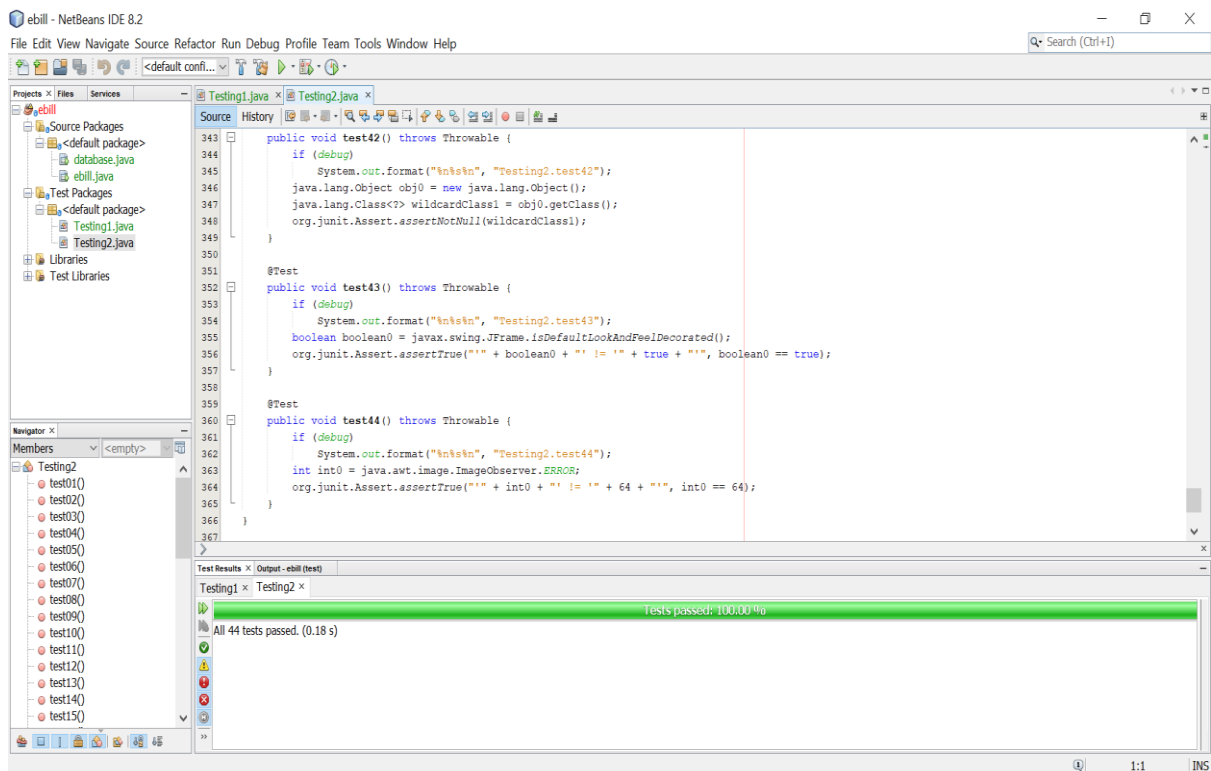 ebill - NetBeans IDE 8.2
File Edit View Navigate Source Refactor Run Debug Profile Team Tools Window Help
Search (Ctrl+I)
<default confi...
Projects × Files Services
Testing1.java × Testing2.java ×
ebill
Source Packages
<default package>
database.java
ebill.java
Test Packages
<default package>
Testing1.java
Testing2.java
Libraries
Test Libraries
Source History
343 public void test42() throws Throwable {
344 if (debug)
345 System.out.format("%n%s%n", "Testing2.test42");
346 java.lang.Object obj0 = new java.lang.Object();
347 java.lang.Class<?> wildcardClass1 = obj0.getClass();
348 org.junit.Assert.assertNotNull(wildcardClass1);
349 }
350
351 @Test
352 public void test43() throws Throwable {
353 if (debug)
354 System.out.format("%n%s%n", "Testing2.test43");
355 boolean boolean0 = javax.swing.JFrame.isDefaultLookAndFeelDecorated();
356 org.junit.Assert.assertTrue("'" + boolean0 + "' != '" + true + "'", boolean0 == true);
357 }
358
359 @Test
360 public void test44() throws Throwable {
361 if (debug)
362 System.out.format("%n%s%n", "Testing2.test44");
363 int int0 = java.awt.image.ImageObserver.ERROR;
364 org.junit.Assert.assertTrue("'" + int0 + "' != '" + 64 + "'", int0 == 64);
365 }
366 }
367
Navigator ×
Members <empty>
Testing2
test01()
test02()
test03()
test04()
test05()
test06()
test07()
test08()
test09()
test10()
test11()
test12()
test13()
test14()
test15()
Test Results × Output - ebill (test)
Testing1 × Testing2 ×
Tests passed: 100.00 %
All 44 tests passed. (0.18 s)
1:1 INS